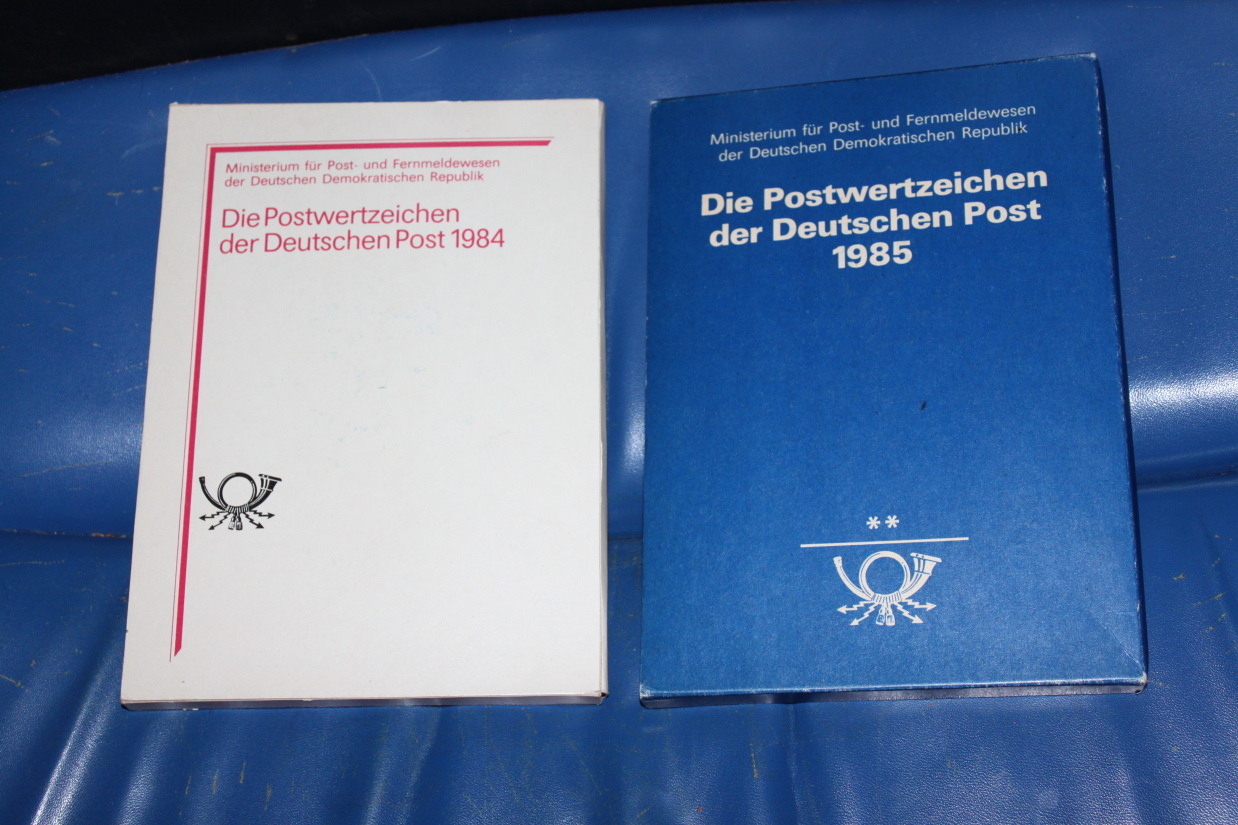 Ministerium für Post- und Fernmeldewesen
der Deutschen Demokratischen Republik
Die Postwertzeichen
der Deutschen Post 1984
Ministerium für Post- und Fernmeldewesen
der Deutschen Demokratischen Republik
Die Postwertzeichen
der Deutschen Post
1985
**